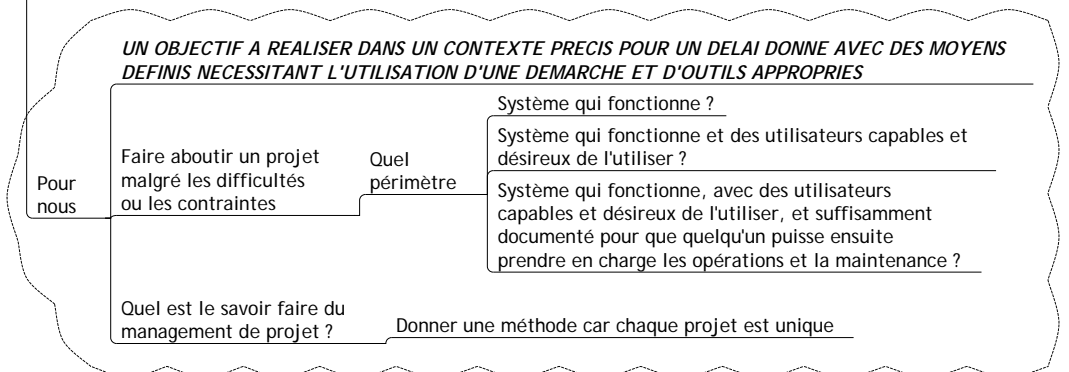 UN OBJECTIF A REALISER DANS UN CONTEXTE PRECIS POUR UN DELAI DONNE AVEC DES MOYENS
DEFINIS NECESSITANT L'UTILISATION D'UNE DEMARCHE ET D'OUTILS APPROPRIES
Pour
nous
Faire aboutir un projet
malgré les difficultés
ou les contraintes
Quel
périmètre
Système qui fonctionne ?
Système qui fonctionne et des utilisateurs capables et
désireux de l'utiliser ?
Système qui fonctionne, avec des utilisateurs
capables et désireux de l'utiliser, et suffisamment
documenté pour que quelqu'un puisse ensuite
prendre en charge les opérations et la maintenance ?
Quel est le savoir faire du
management de projet ?
Donner une méthode car chaque projet est unique